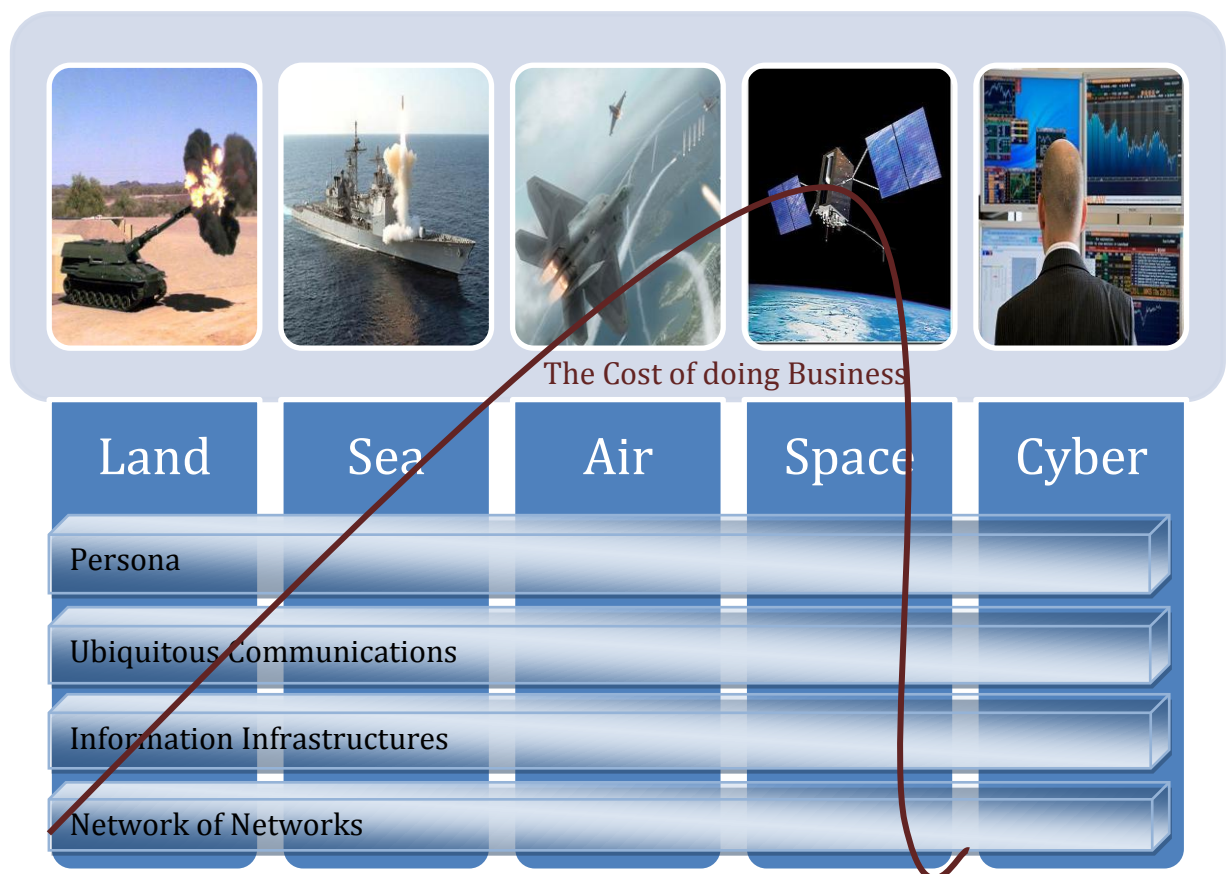 The Cost of doing Business
Land
Sea
Air
Space
Cyber
Persona
Ubiquitous Communications
Information Infrastructures
Network of Networks